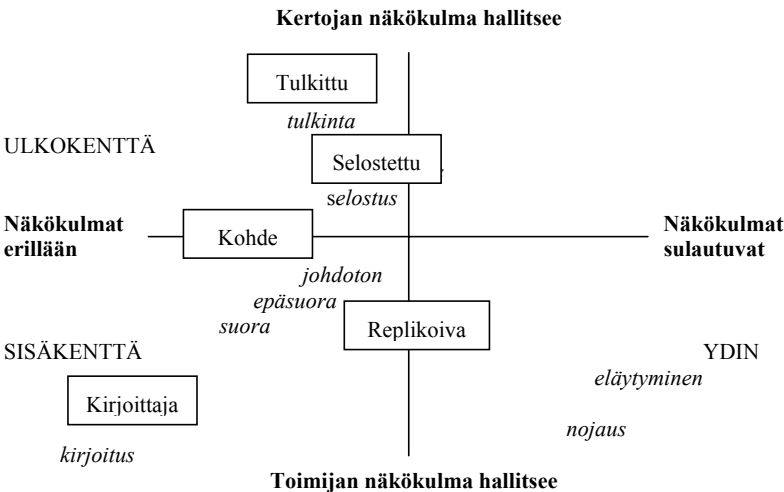 Kertojan näkökulma hallitsee
Tulkittu
tulkinta
ULKOKENTTÄ
Selostettu
selostus
Näkökulmat
erillään
Kohde
Näkökulmat
sulautuvat
johdoton
epäsuora
suora
Replikoiva
SISÄKENTTÄ
YDIN
eläytyminen
Kirjoittaja
nojaus
kirjoitus
Toimijan näkökulma hallitsee